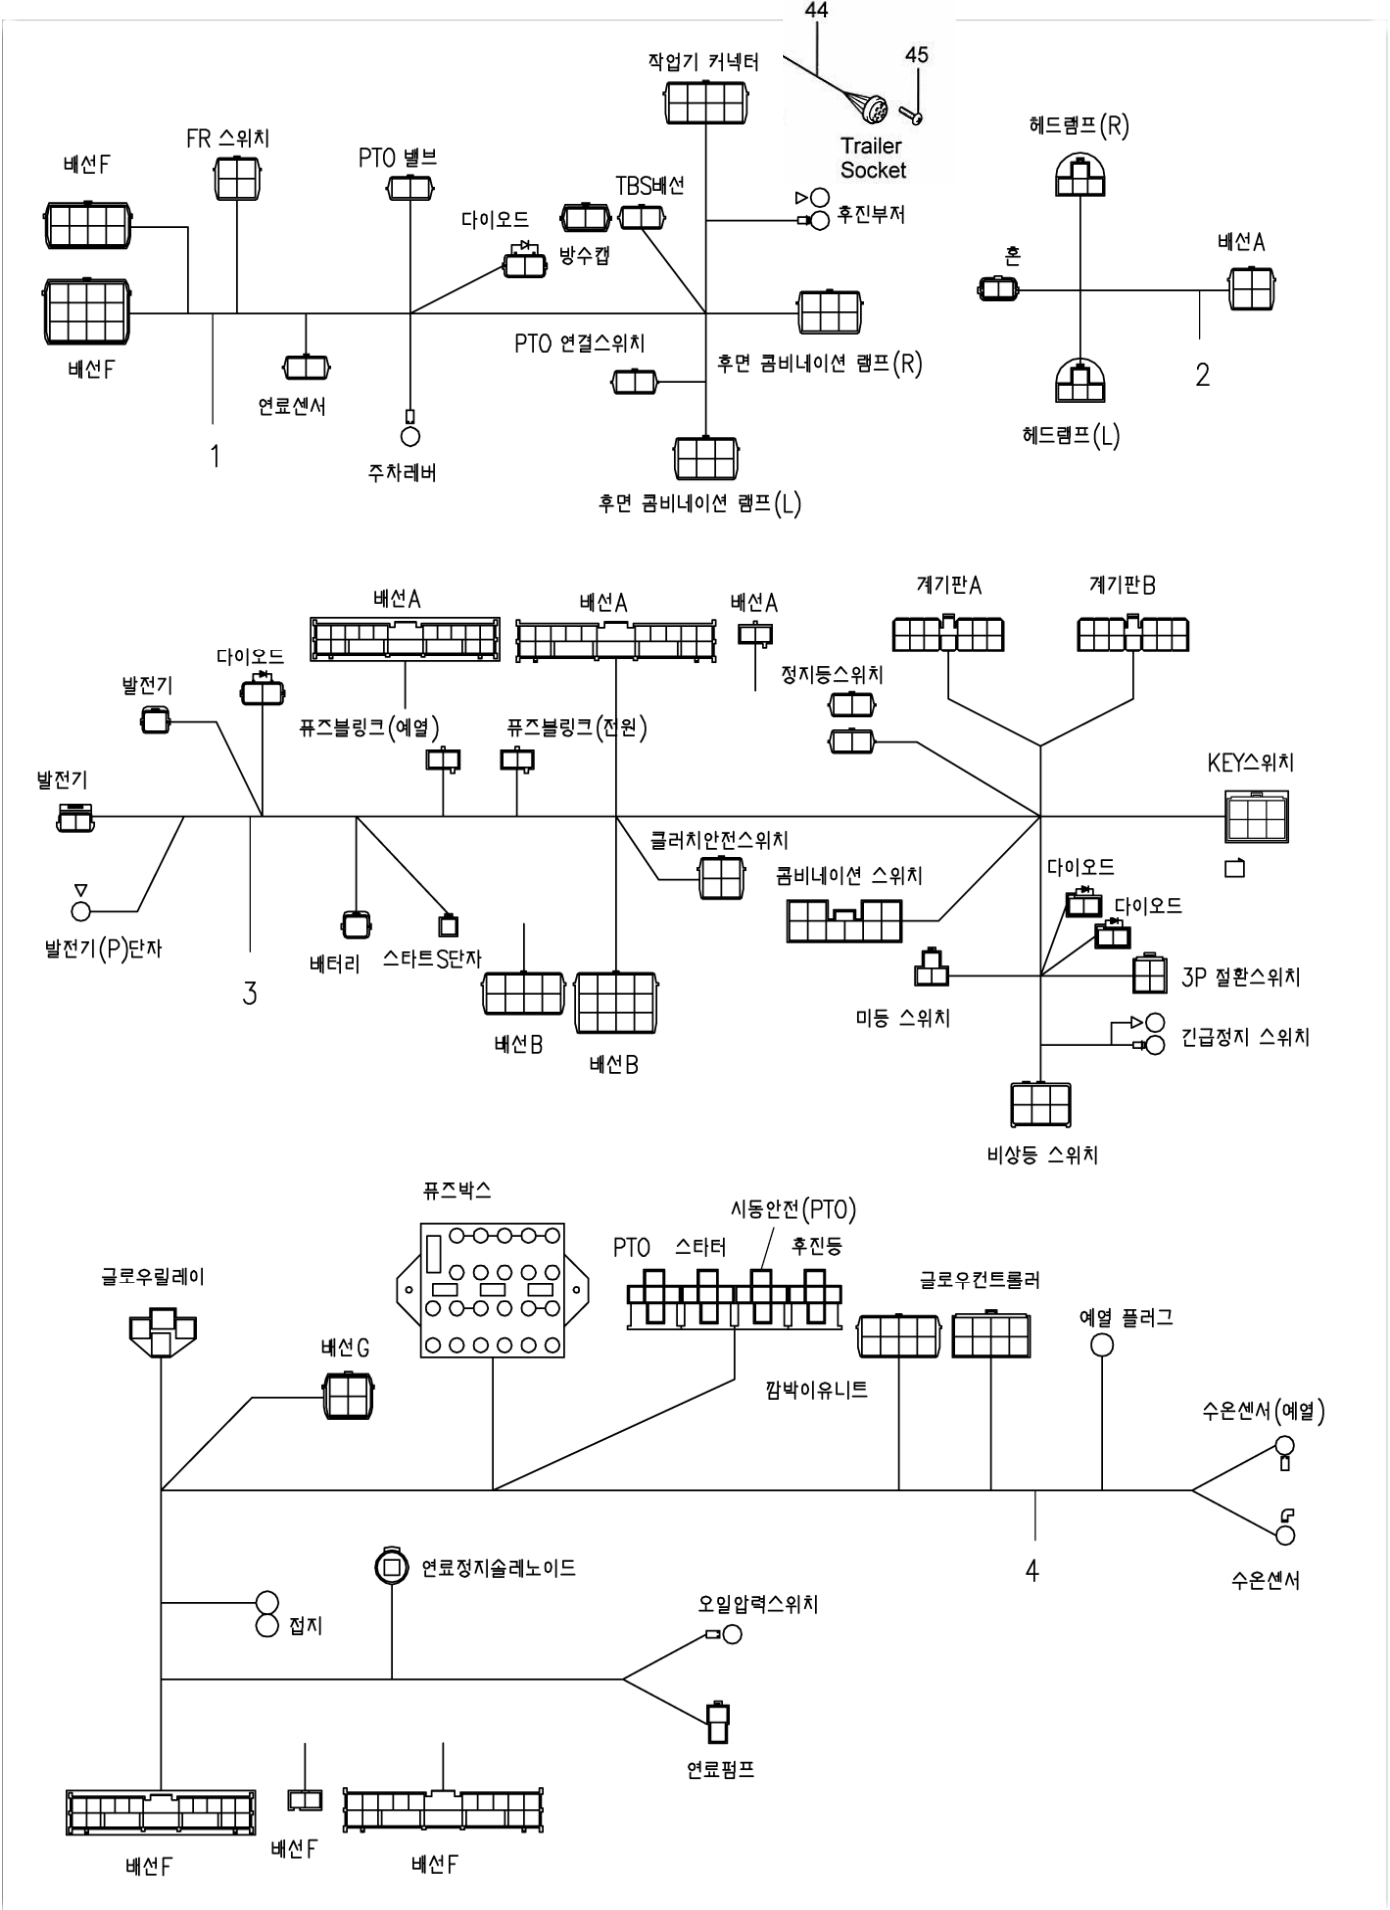 44
45
작업기 커넥터
Trailer
Socket
FR 스위치
PTO 밸브
배선F
다이오드
TBS배선
방수캡
후진부저
헤드램프(R)
혼
배선A
PTO 연결스위치
후면 콤비네이션 램프(R)
배선F
연료센서
1
주차레버
후면 콤비네이션 램프(L)
2
헤드램프(L)
배선A
배선A
배선A
계기판A
계기판B
다이오드
발전기
정지등스위치
퓨즈블링크(예열)
퓨즈블링크(전원)
KEY스위치
발전기
클러치안전스위치
콤비네이션 스위치
다이오드
다이오드
발전기(P)단자
배터리
스타트S단자
3P 절환스위치
3
미등 스위치
긴급정지 스위치
배선B
배선B
비상등 스위치
퓨즈박스
시동안전(PTO)
PTO
스타터
후진등
글로우릴레이
글로우컨트롤러
예열 플러그
배선G
깜박이유니트
수온센서(예열)
4
연료정지솔레노이드
수온센서
오일압력스위치
접지
연료펌프
배선F
배선F
배선F